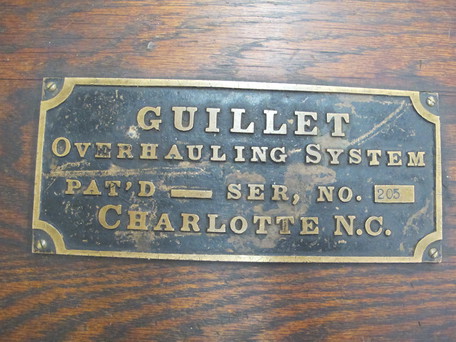 GUILLET
OVERHAULING SYSTEM
PAT'D — SER, NO. 205
CHARLOTTE N.C.